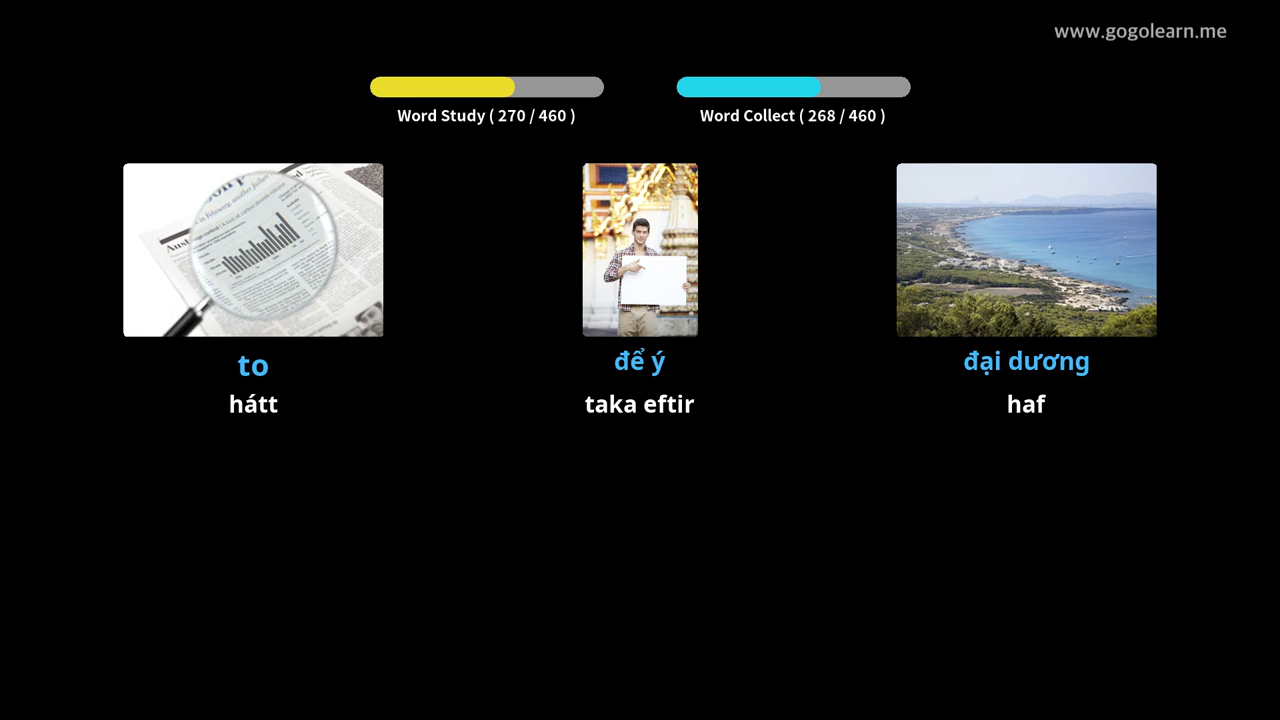 www.gogolearn.me
Word Study ( 270 / 460 )
Word Collect ( 268 / 460 )
to
để ý
đại dương
hátt
taka eftir
haf